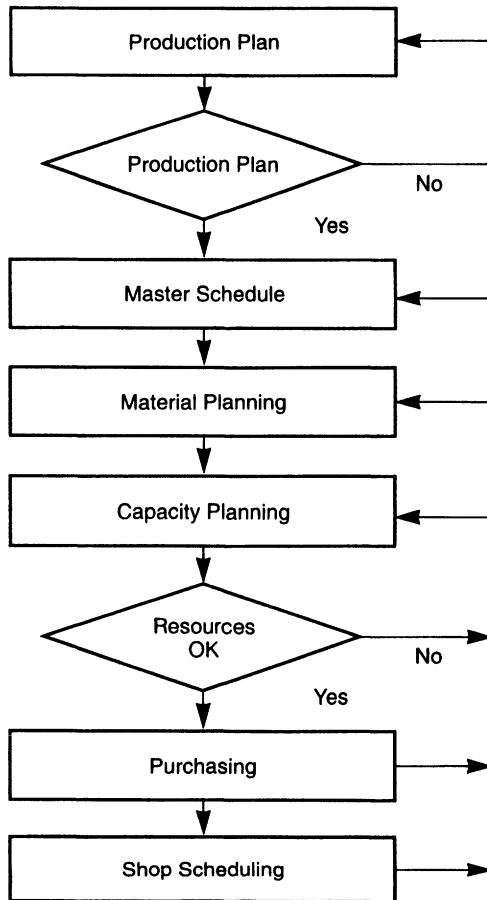 Production Plan
Production Plan
No
Yes
Master Schedule
Material Planning
Capacity Planning
Resources
OK
No
Yes
Purchasing
Shop Scheduling